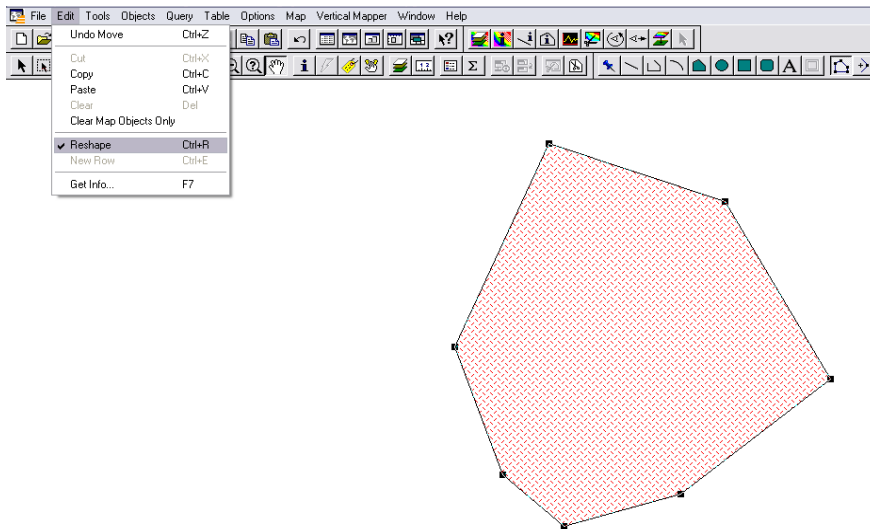 File Edit Tools Objects Query Table Options Map Vertical Mapper Window Help
Undo Move Ctrl+Z
Cut Ctrl+X
Copy Ctrl+C
Paste Ctrl+V
Clear Del
Clear Map Objects Only
Reshape Ctrl+R
New Row Ctrl+E
Get Info... F7